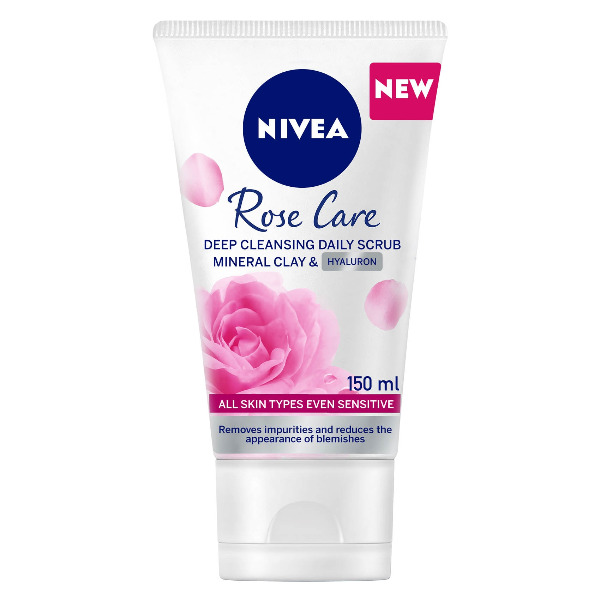 NEW
NIVEA
Rose Care
DEEP CLEANSING DAILY SCRUB
MINERAL CLAY & HYALURON
150 ml
ALL SKIN TYPES EVEN SENSITIVE
Removes impurities and reduces the
appearance of blemishes